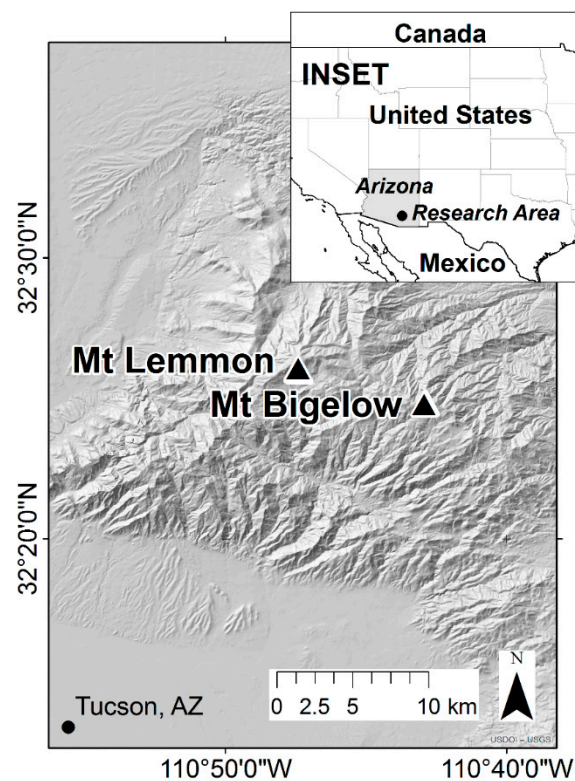 Canada
INSET
United States
Arizona
Research Area
Mexico
32°30'0"N
Mt Lemmon
Mt Bigelow
32°20'0"N
N
0 2.5 5 10 km
Tucson, AZ
USDOI - USGS
110°50'0"W 110°40'0"W